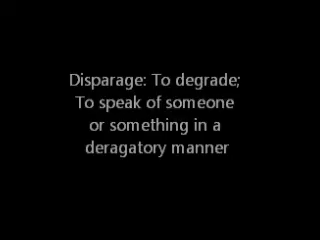 Disparage: To degrade;
To speak of someone
or something in a
deragatory manner